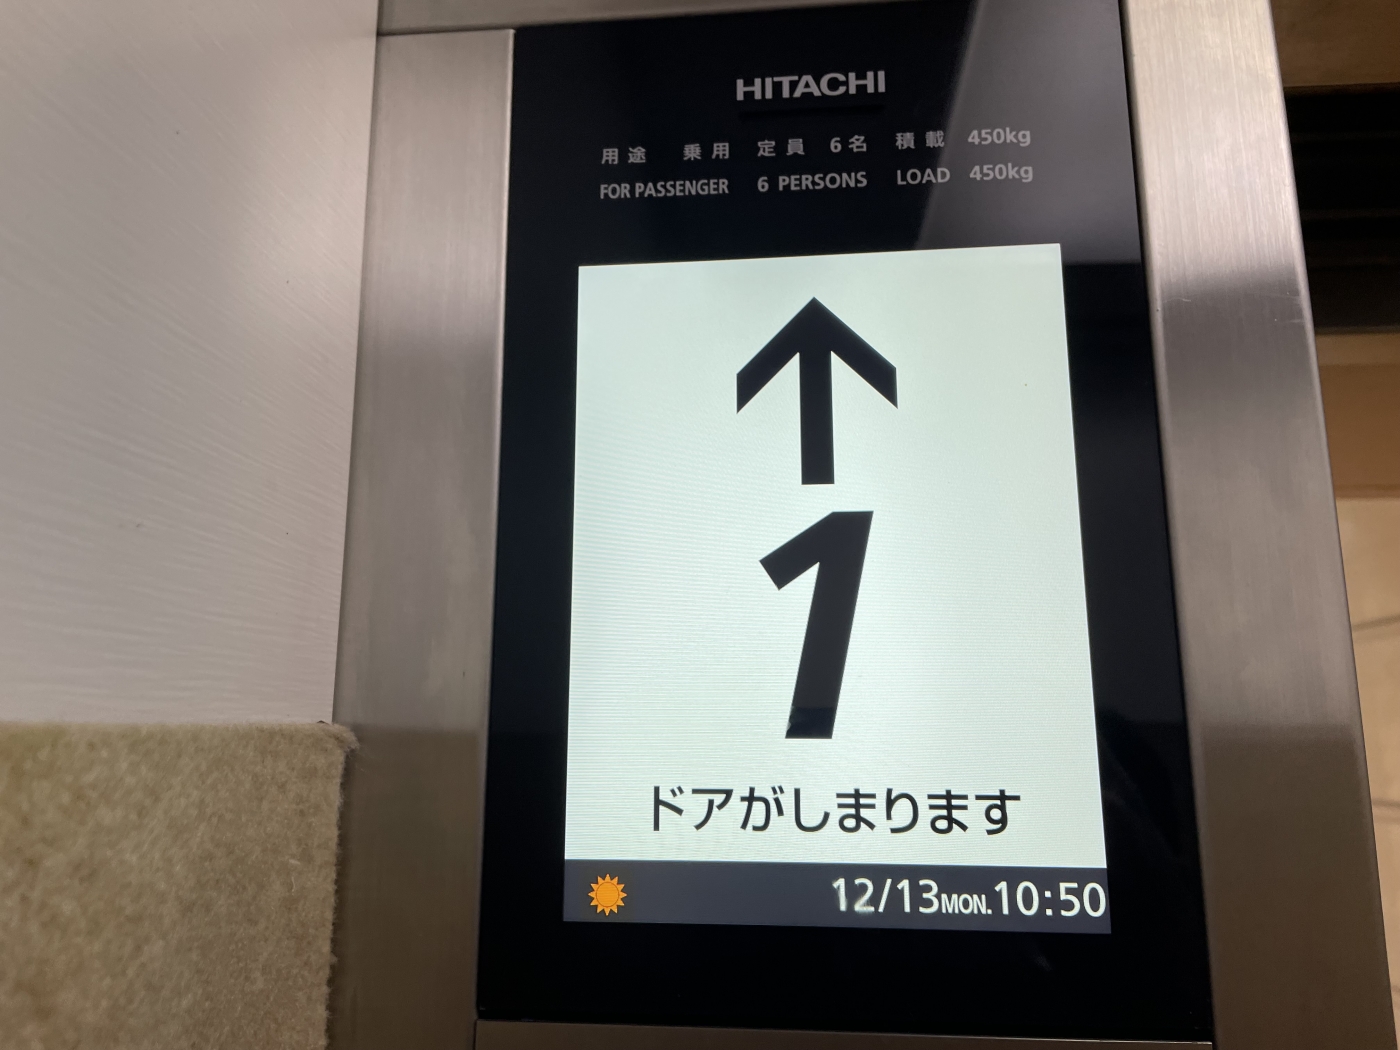 HITACHI
用途 乗用 定員 6名 積載 450kg
FOR PASSENGER 6 PERSONS LOAD 450kg
1
ドアがしまります
12/13MON.10:50